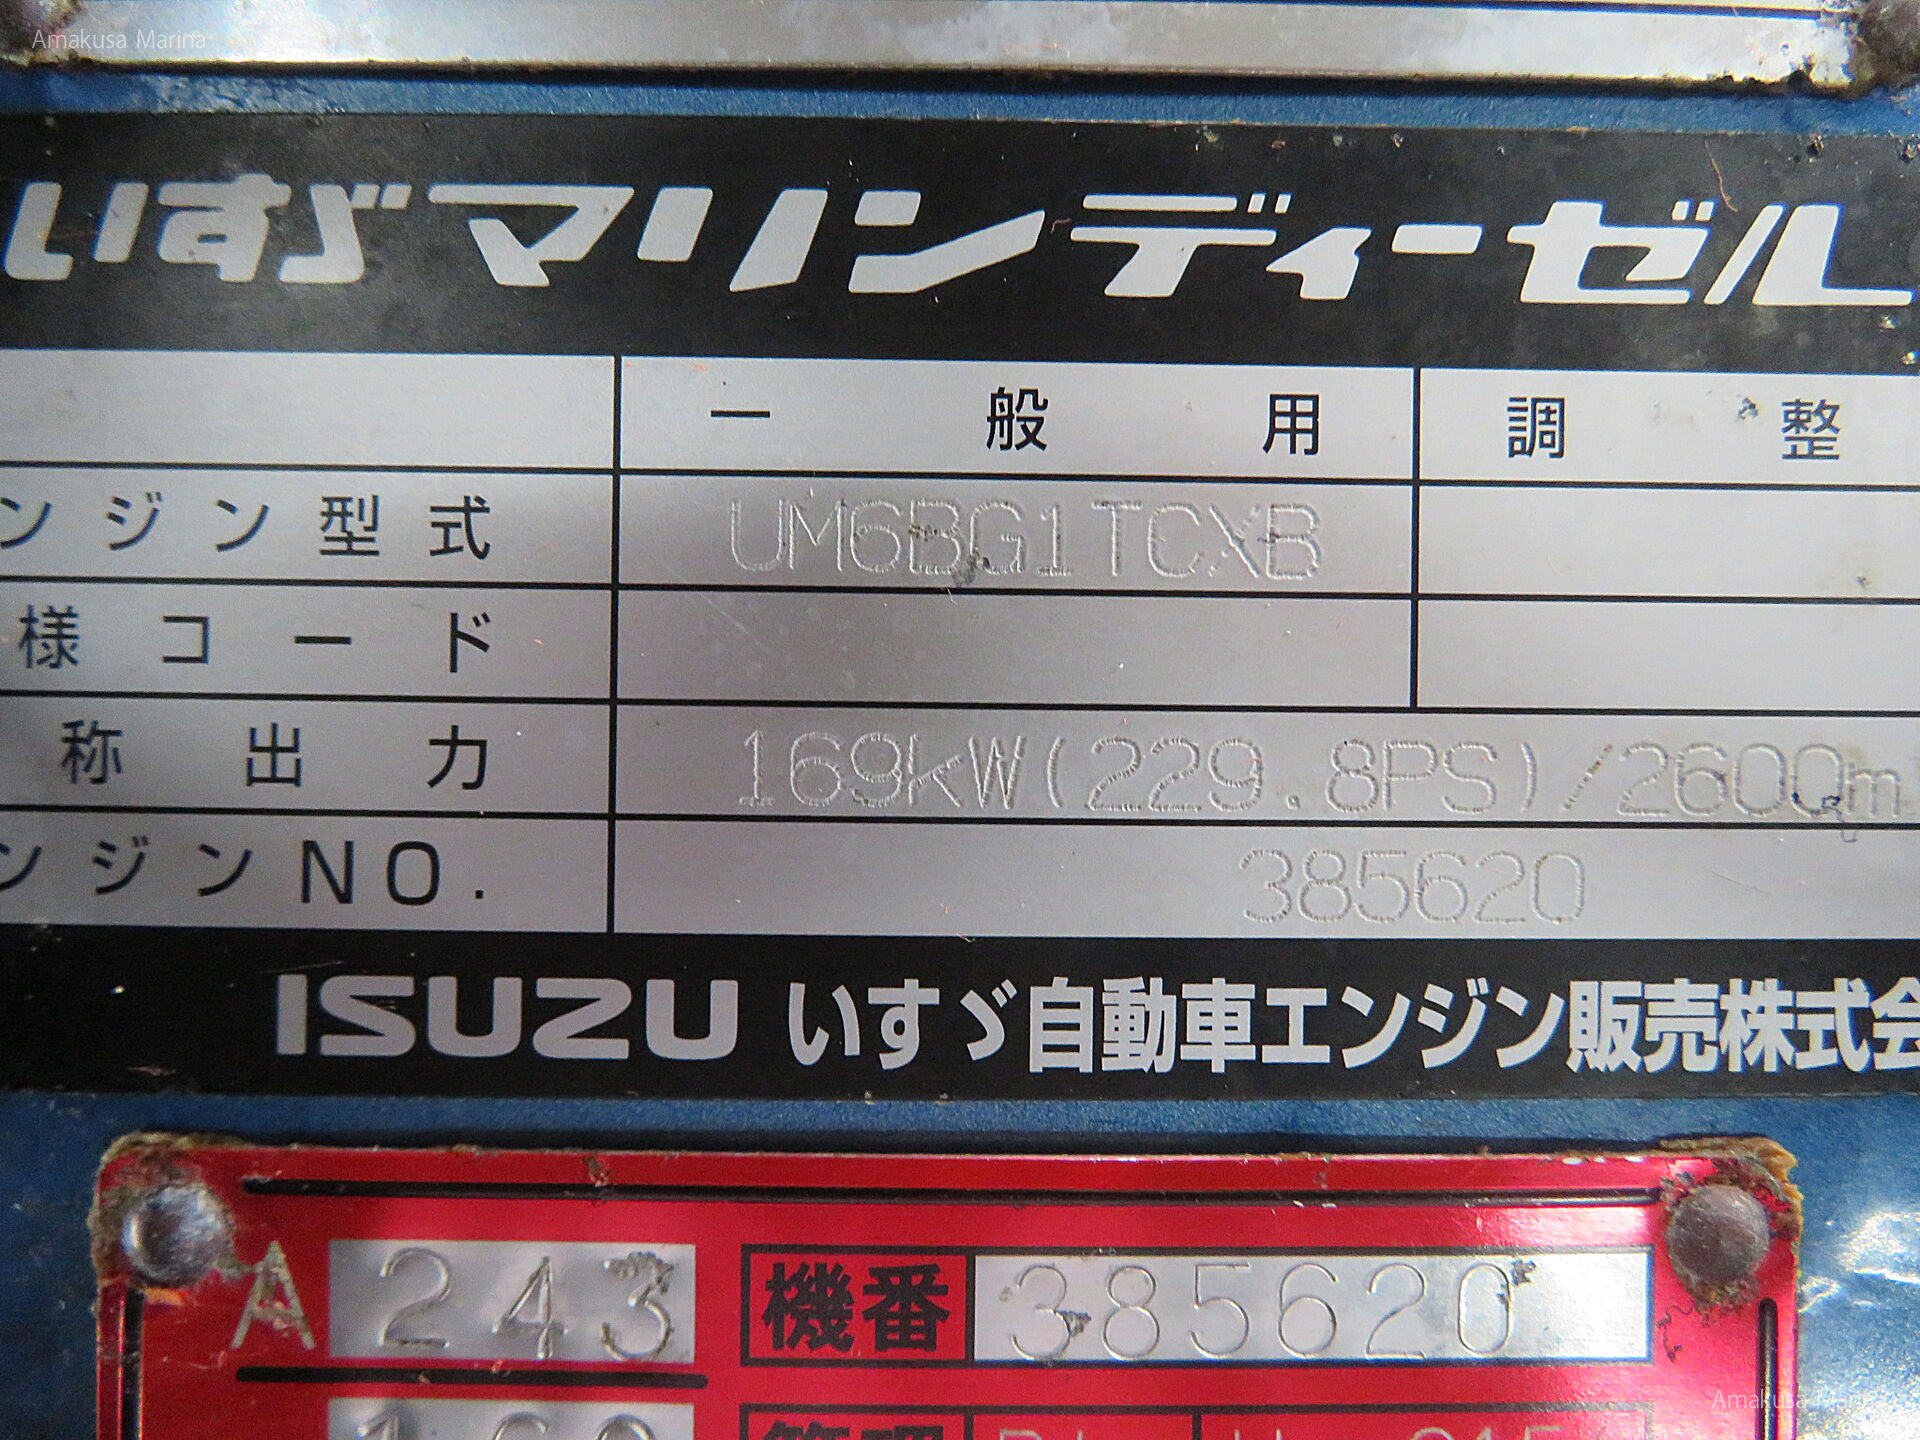 Amakusa Marina
いすゞマリンディーゼル
一般用 調整
ンジン型式 UM6BG1TCXB
様コード
称出力 169kW(229.8PS)/2600m
ンジンNO. 385620
ISUZU いすゞ自動車エンジン販売株式会
A 243 機番 385620
管理
Amakusa Marina